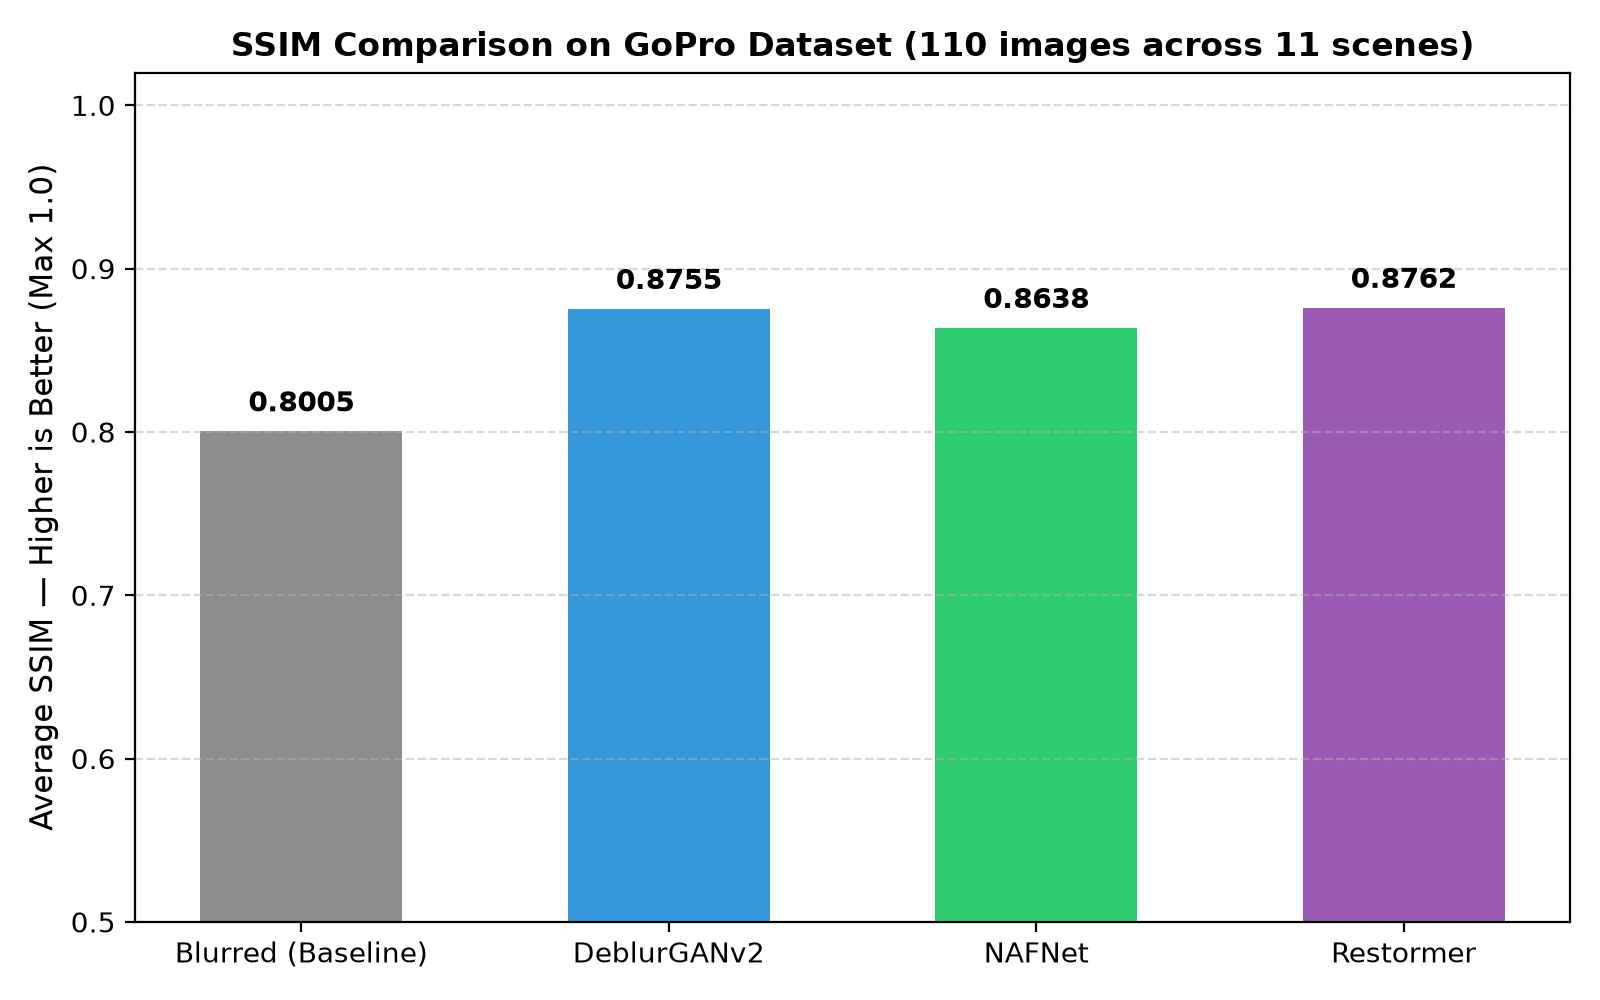 SSIM Comparison on GoPro Dataset (110 images across 11 scenes)
Average SSIM — Higher is Better (Max 1.0)
1.0
0.9
0.8
0.7
0.6
0.5
0.8005
0.8755
0.8638
0.8762
Blurred (Baseline)
DeblurGANv2
NAFNet
Restormer